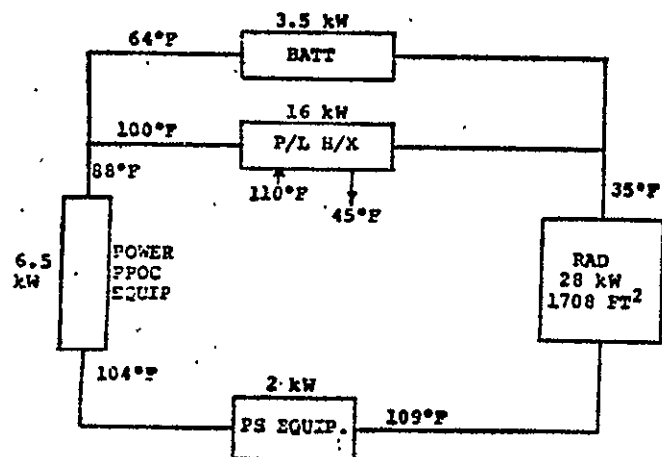 3.5 kW
64°F
BATT
16 kW
100°F
P/L H/X
88°F
110°F
45°F
35°F
6.5
kW
POWER
PPOC
EQUIP
RAD
28 kW
1708 FT²
104°F
2 kW
PS EQUIP.
109°F